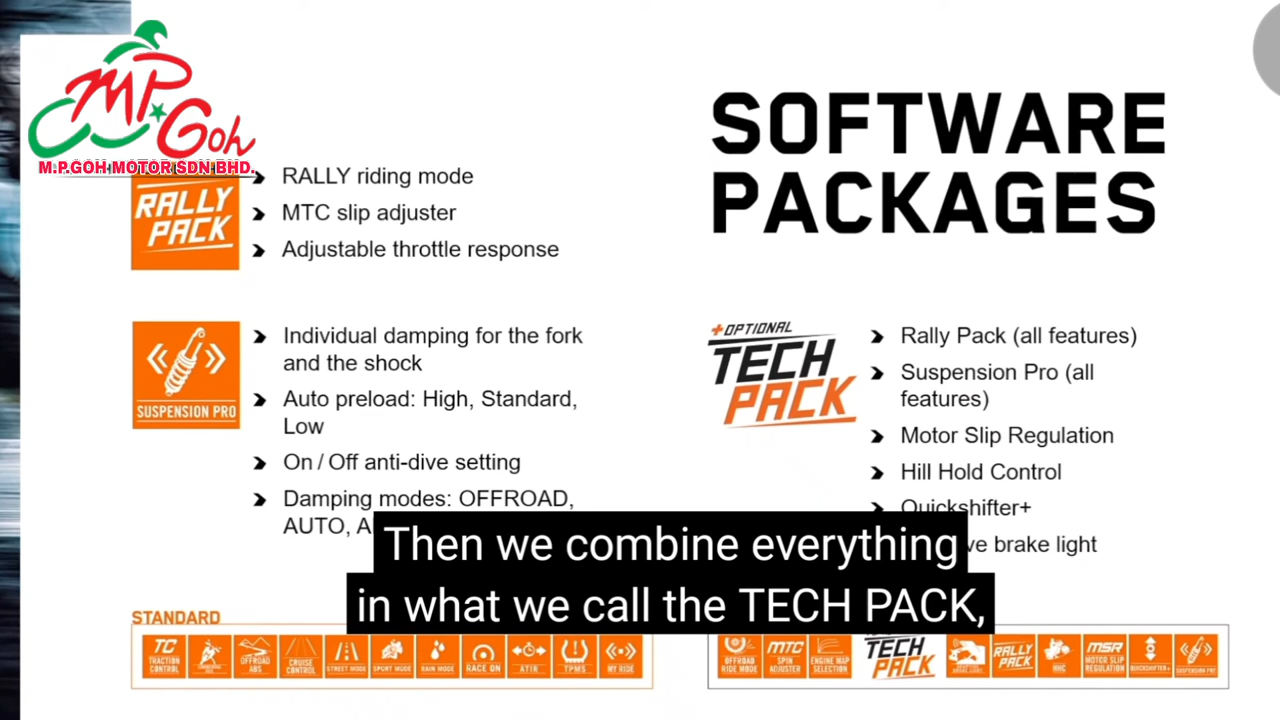 MP Goh
M.P.GOH MOTOR SDN BHD.
SOFTWARE
PACKAGES
RALLY
PACK
RALLY riding mode
MTC slip adjuster
Adjustable throttle response
SUSPENSION PRO
Individual damping for the fork
and the shock
Auto preload: High, Standard,
Low
On / Off anti-dive setting
Damping modes: OFFROAD,
AUTO, A
+OPTIONAL
TECH
PACK
Rally Pack (all features)
Suspension Pro (all
features)
Motor Slip Regulation
Hill Hold Control
Quickshifter+
brake light
Then we combine everything
in what we call the TECH PACK,
STANDARD
TC
TRACTION
CONTROL
OFFROAD
ABS
CRUISE
CONTROL
STREET MODE
SPORT MODE
RAIN MODE
RACE ON
ATIR
TPMS
MY RIDE
OFFROAD
RIDE MODE
MTC
SPIN
ADJUSTER
ENGINE MAP
SELECTION
TECH
PACK
RALLY
PACK
HHC
MSR
MOTOR SLIP
REGULATION
QUICKSHIFTER+
SUSPENSION PRO